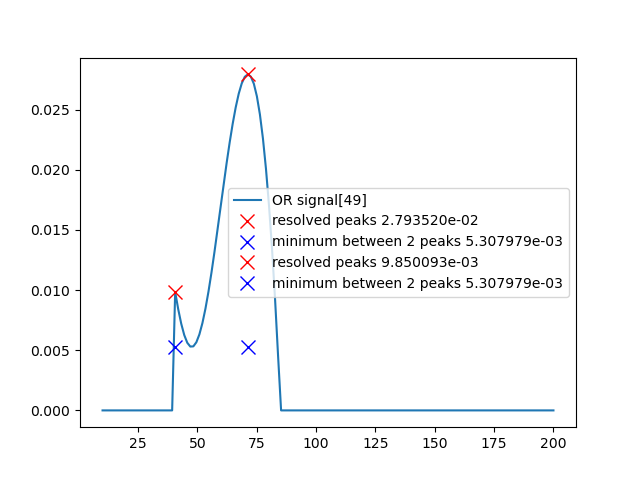 0.025
0.020
0.015
0.010
0.005
0.000
OR signal[49]
resolved peaks 2.793520e-02
minimum between 2 peaks 5.307979e-03
resolved peaks 9.850093e-03
minimum between 2 peaks 5.307979e-03
25 50 75 100 125 150 175 200